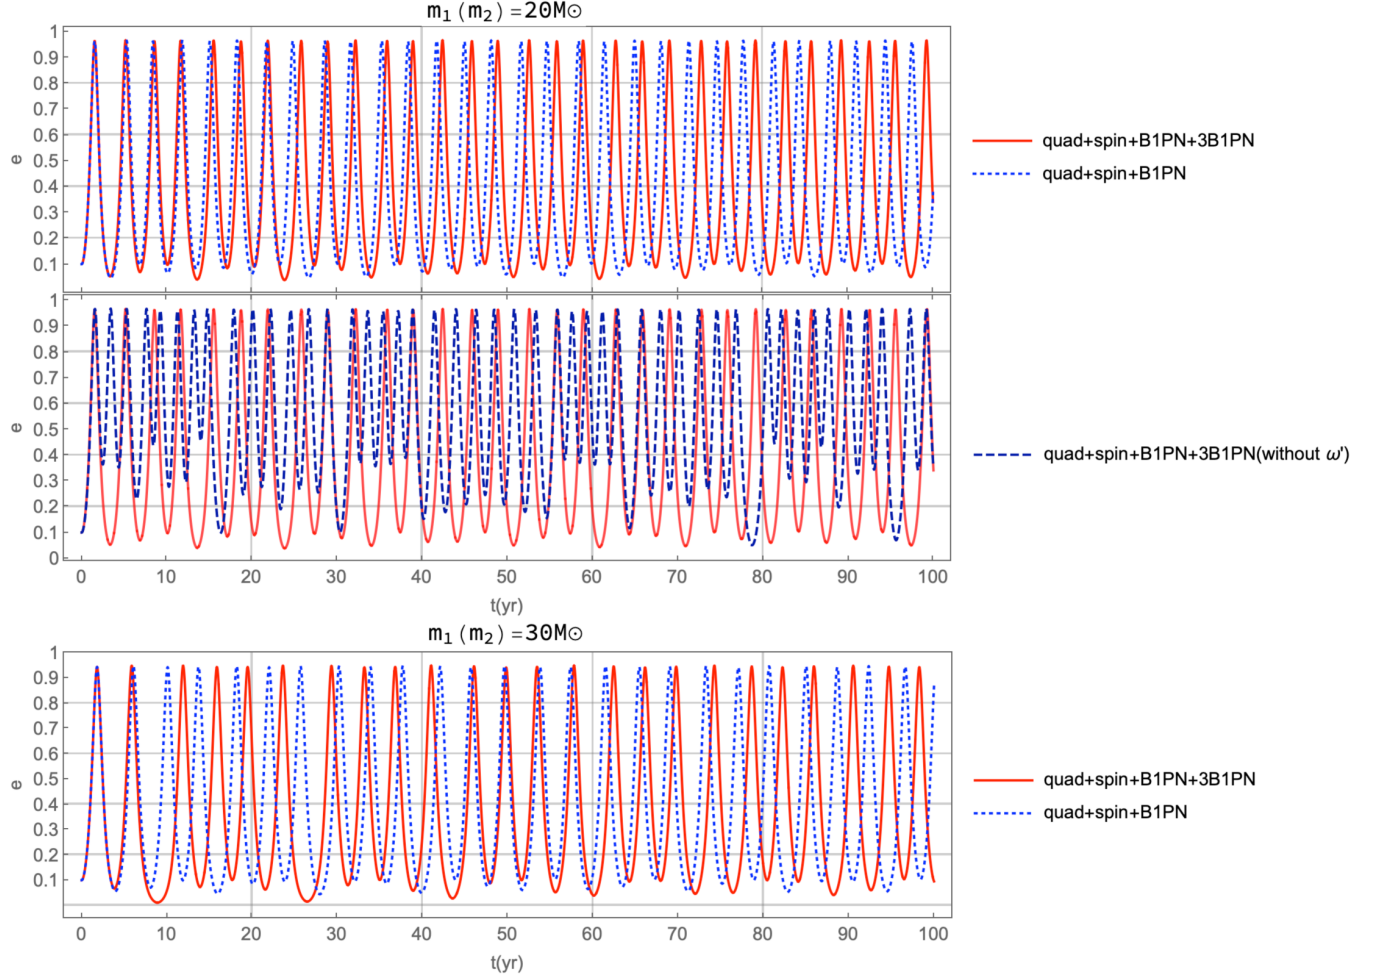 m₁(m₂)=20M⊙
1
0.9
0.8
0.7
0.6
0.5
0.4
0.3
0.2
0.1
e
quad+spin+B1PN+3B1PN
quad+spin+B1PN
1
0.9
0.8
0.7
0.6
0.5
0.4
0.3
0.2
0.1
0
e
quad+spin+B1PN+3B1PN(without ω')
0 10 20 30 40 50 60 70 80 90 100
t(yr)
m₁(m₂)=30M⊙
1
0.9
0.8
0.7
0.6
0.5
0.4
0.3
0.2
0.1
e
quad+spin+B1PN+3B1PN
quad+spin+B1PN
0 10 20 30 40 50 60 70 80 90 100
t(yr)